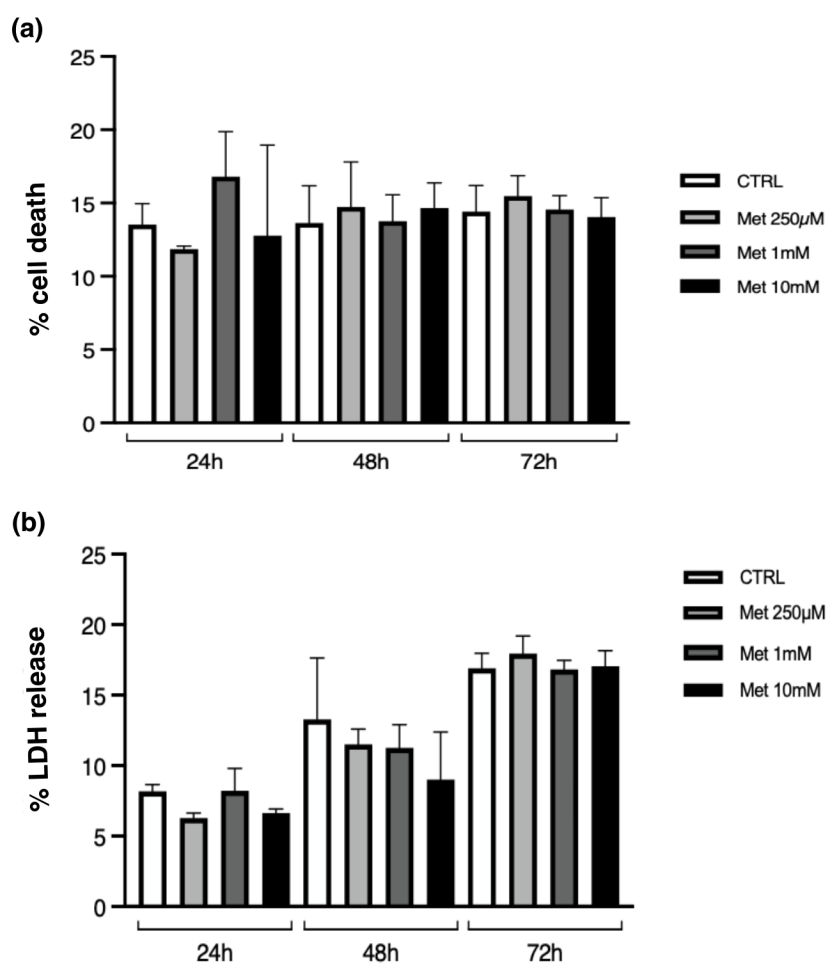 (a)
25
20
15
10
5
0
% cell death
24h
48h
72h
CTRL
Met 250µM
Met 1mM
Met 10mM
(b)
25
20
15
10
5
0
% LDH release
24h
48h
72h
CTRL
Met 250µM
Met 1mM
Met 10mM